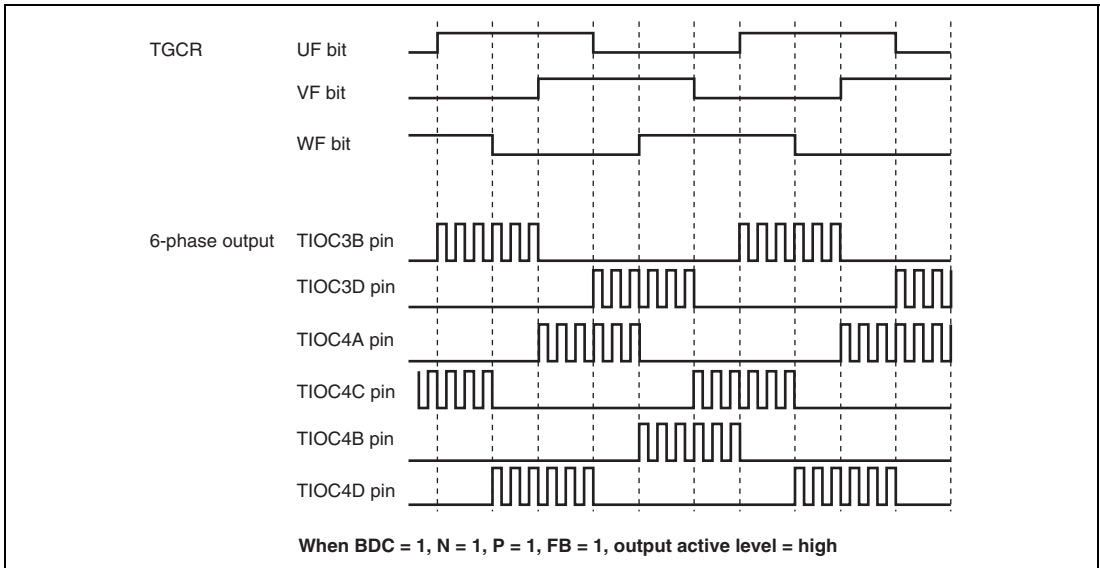 TGCR UF bit
VF bit
WF bit
6-phase output TIOC3B pin
TIOC3D pin
TIOC4A pin
TIOC4C pin
TIOC4B pin
TIOC4D pin
When BDC = 1, N = 1, P = 1, FB = 1, output active level = high